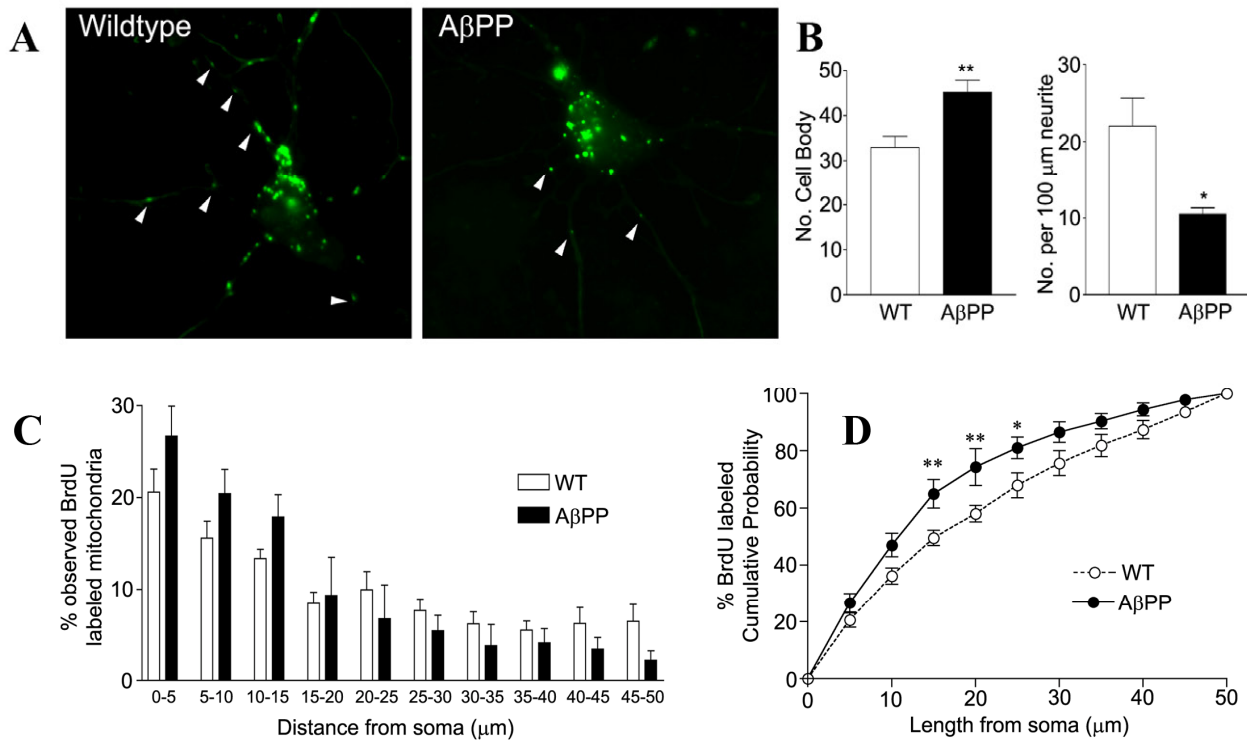 A
Wildtype
AβPP
B
No. Cell Body
50
40
30
20
10
0
**
WT
AβPP
No. per 100 μm neurite
30
20
10
0
*
WT
AβPP
C
% observed BrdU
labeled mitochondria
30
20
10
0
WT
AβPP
0-5
5-10
10-15
15-20
20-25
25-30
30-35
35-40
40-45
45-50
Distance from soma (μm)
D
% BrdU labeled
Cumulative Probability
100
80
60
40
20
0
**
**
*
WT
AβPP
0
10
20
30
40
50
Length from soma (μm)